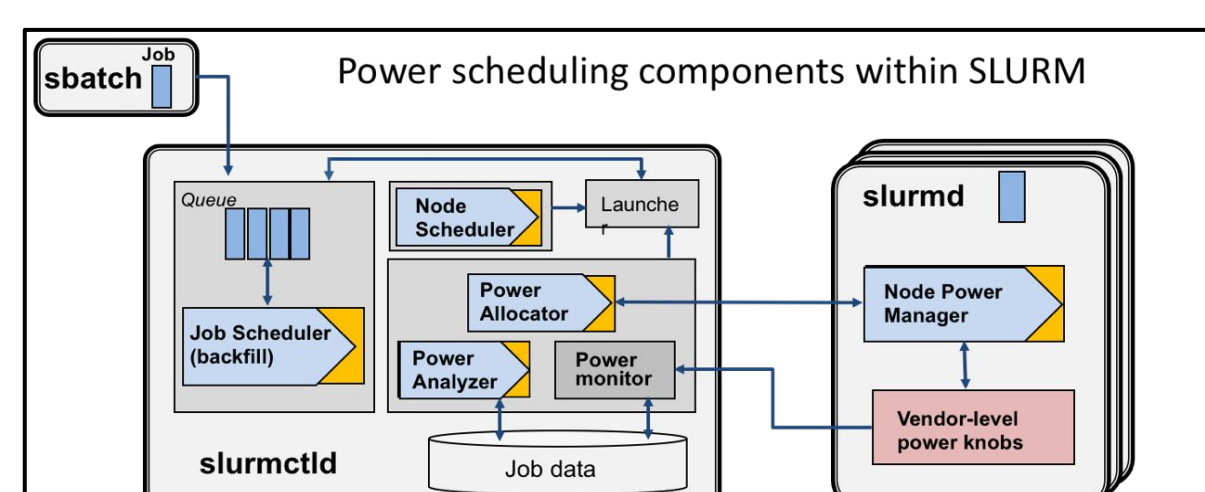 Power scheduling components within SLURM
Job
sbatch
Queue
Job Scheduler
(backfill)
Node
Scheduler
Launche
r
Power
Allocator
Power
Analyzer
Power
monitor
slurmctld
Job data
slurmd
Node Power
Manager
Vendor-level
power knobs